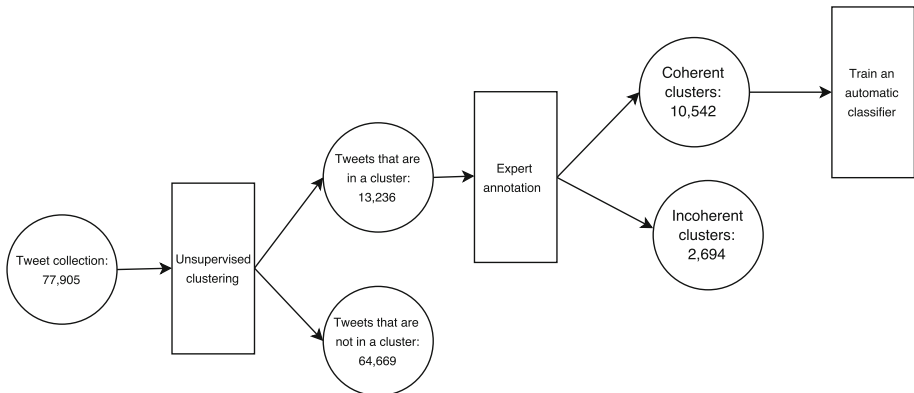 Tweet collection:
77,905
Unsupervised
clustering
Tweets that are
in a cluster:
13,236
Tweets that are
not in a cluster:
64,669
Expert
annotation
Coherent
clusters:
10,542
Incoherent
clusters:
2,694
Train an
automatic
classifier